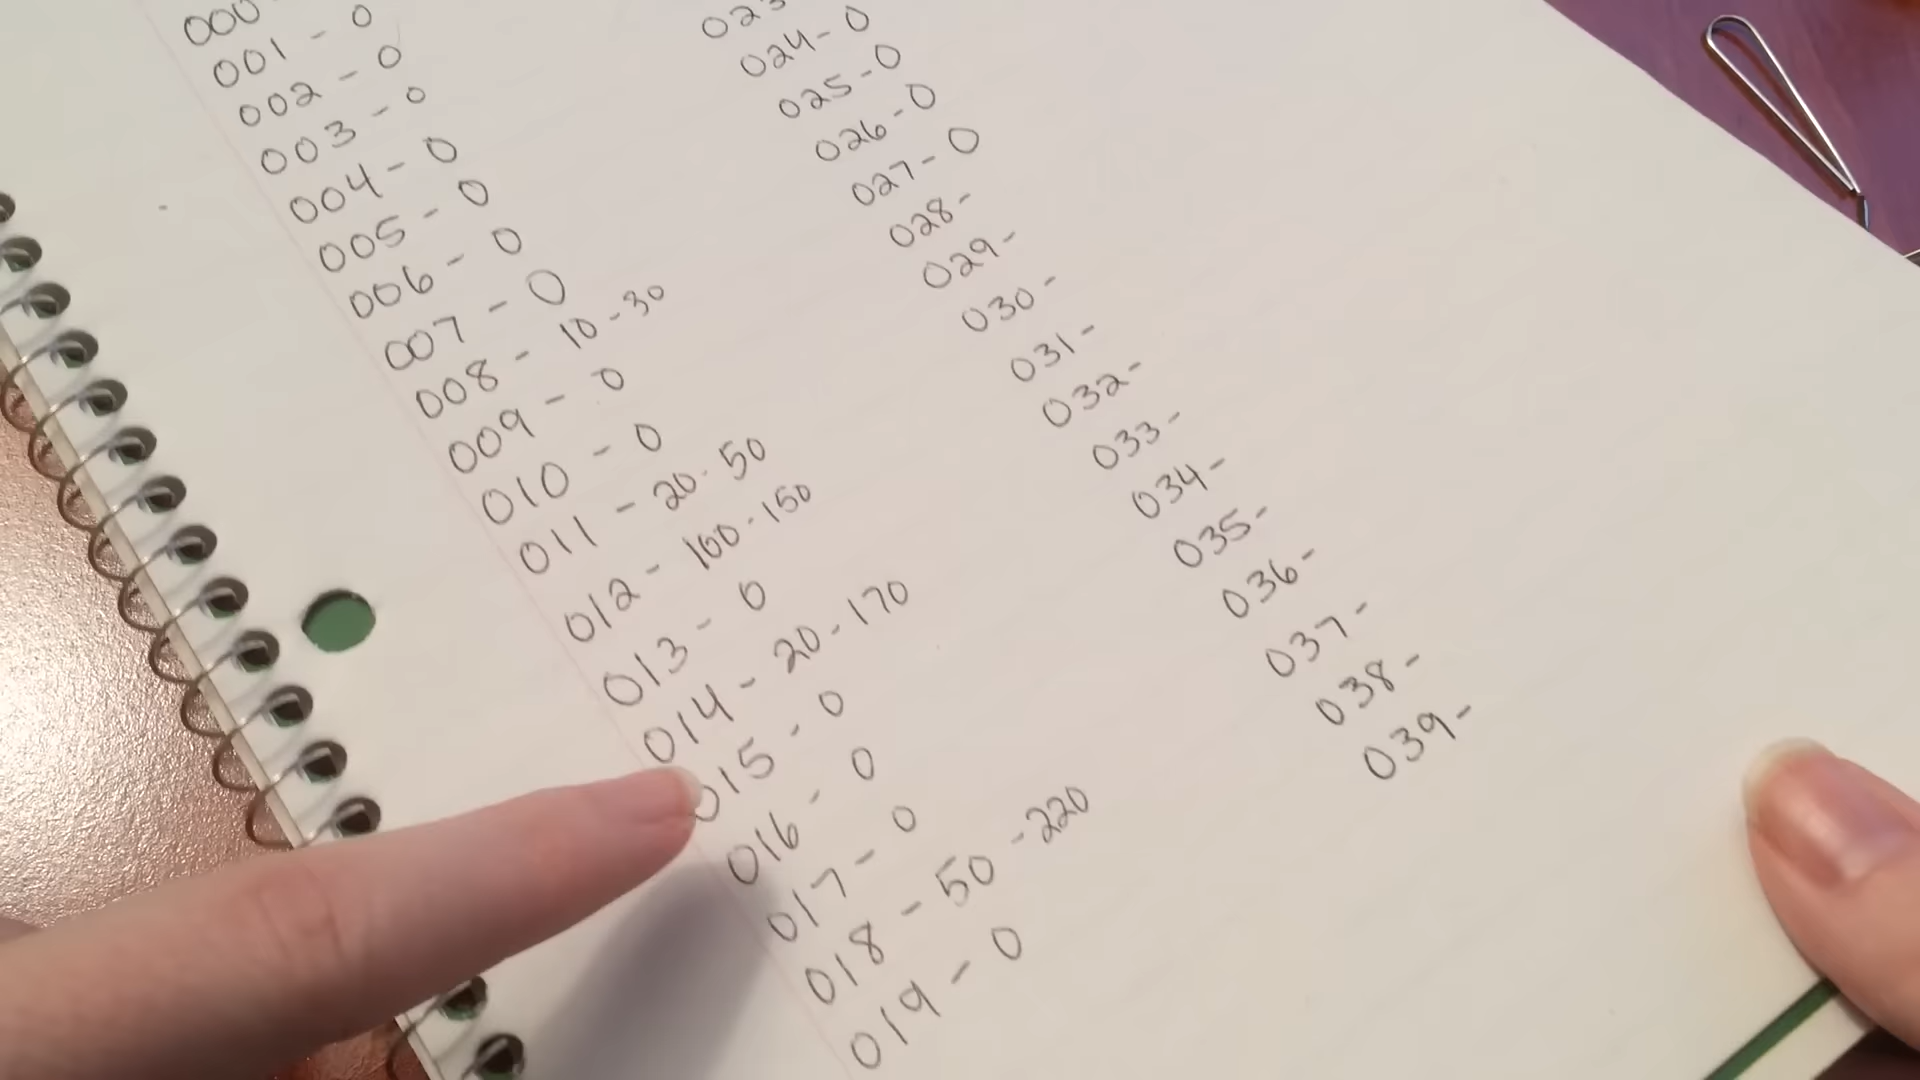 000
001 - 0
002 - 0
003 - 0
004 - 0
005 - 0
006 - 0
007 - 0
008 - 10 - 30
009 - 0
010 - 0
011 - 20 - 50
012 - 100 - 150
013 - 0
014 - 20 - 170
015 - 0
016 - 0
017 - 0
018 - 50 - 220
019 - 0
023
024 - 0
025 - 0
026 - 0
027 - 0
028 -
029 -
030 -
031 -
032 -
033 -
034 -
035 -
036 -
037 -
038 -
039 -